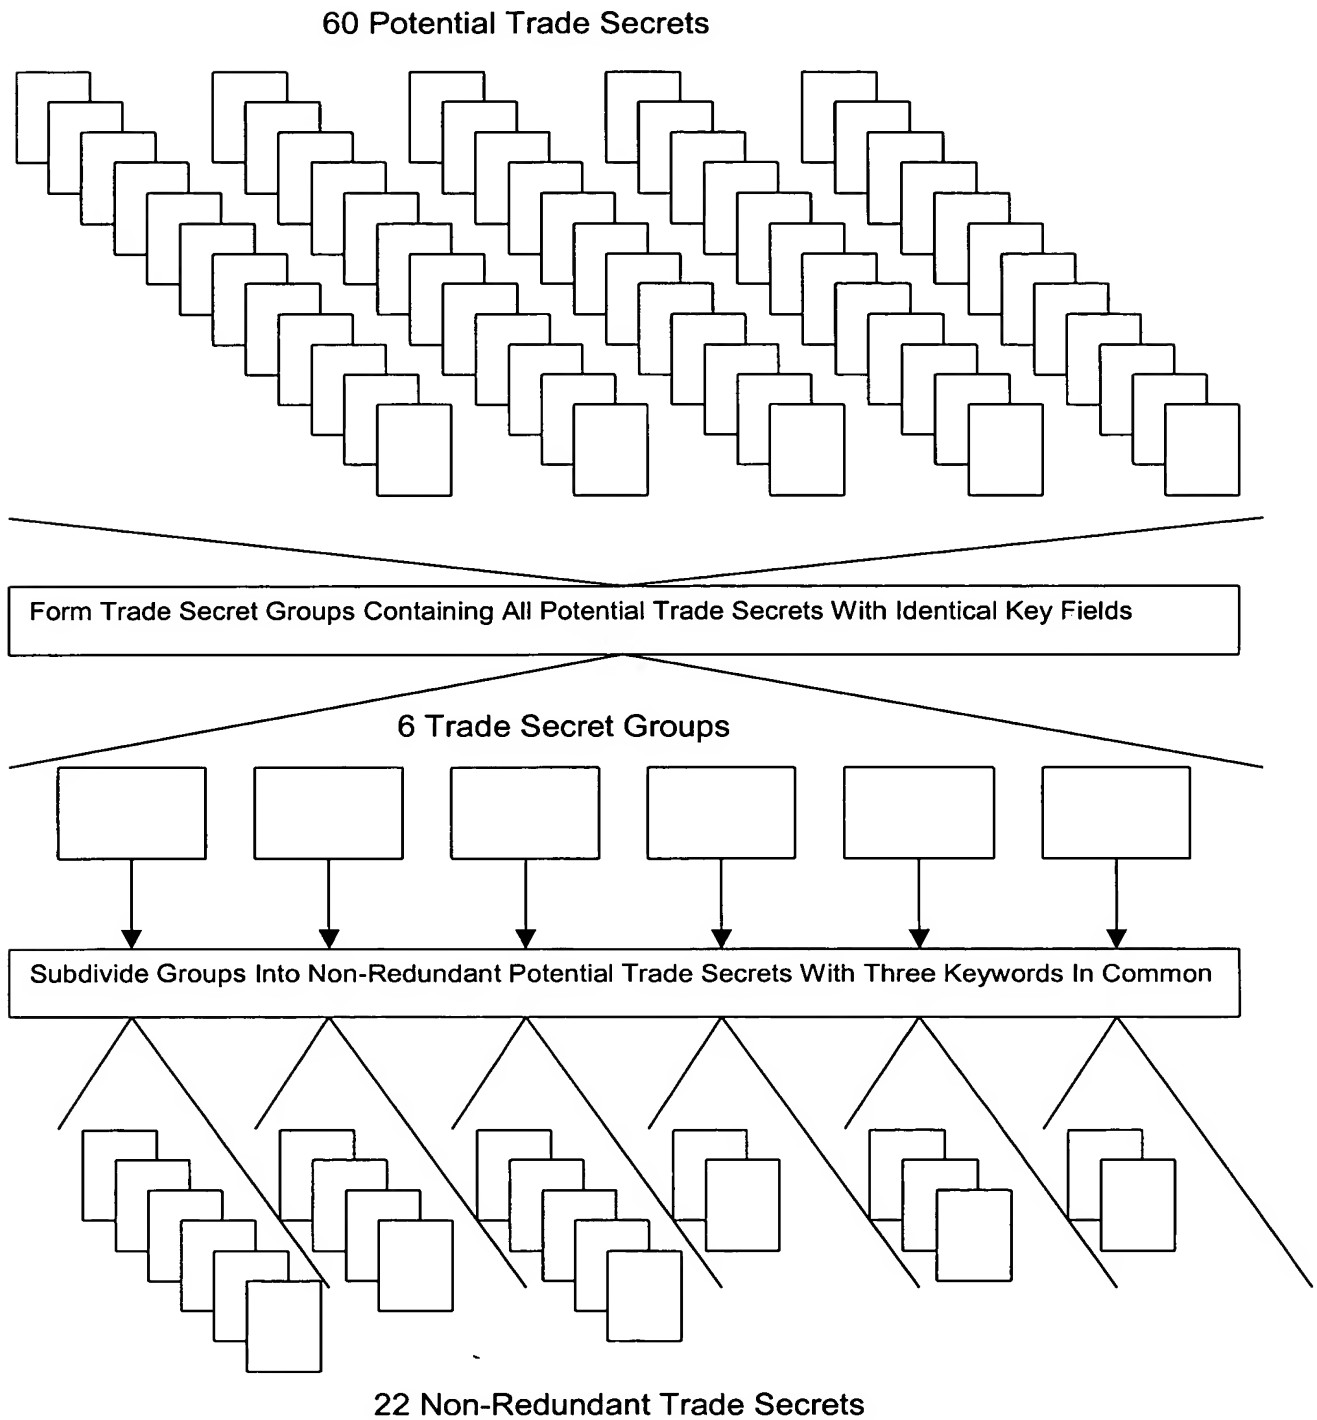 60 Potential Trade Secrets
Form Trade Secret Groups Containing All Potential Trade Secrets With Identical Key Fields
6 Trade Secret Groups
Subdivide Groups Into Non-Redundant Potential Trade Secrets With Three Keywords In Common
22 Non-Redundant Trade Secrets